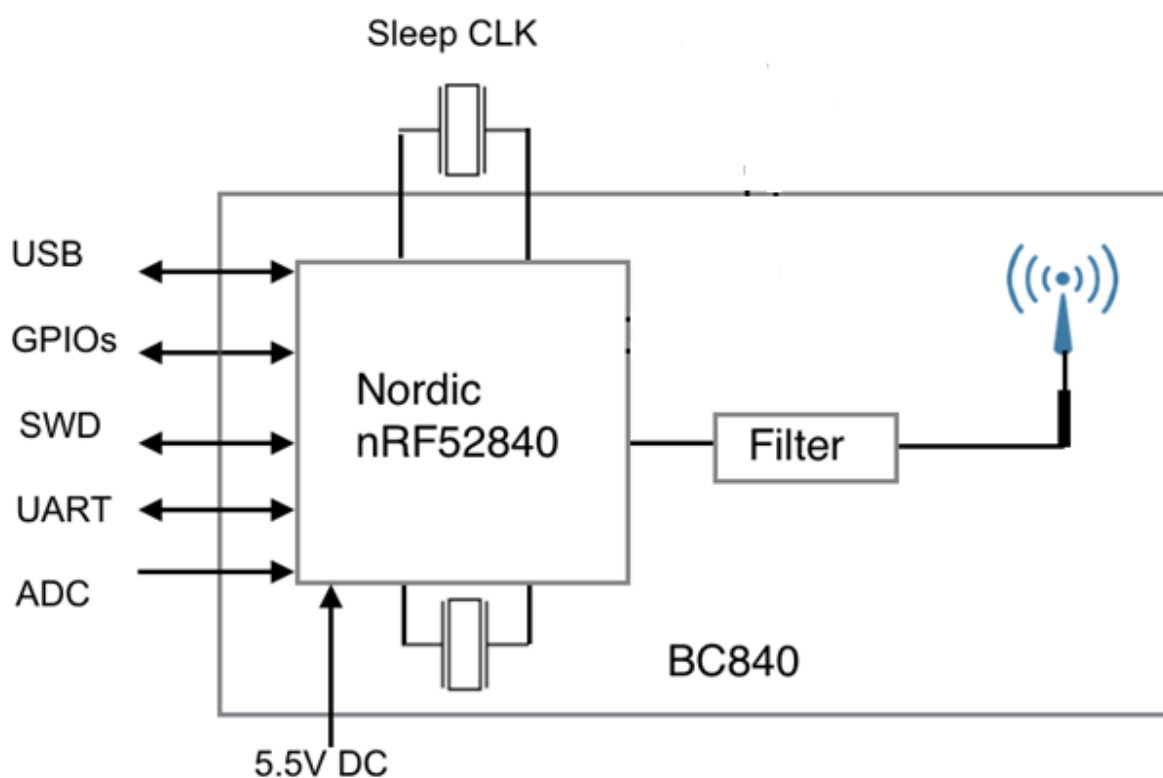 Sleep CLK
USB
GPIOs
SWD
UART
ADC
Nordic
nRF52840
Filter
BC840
5.5V DC